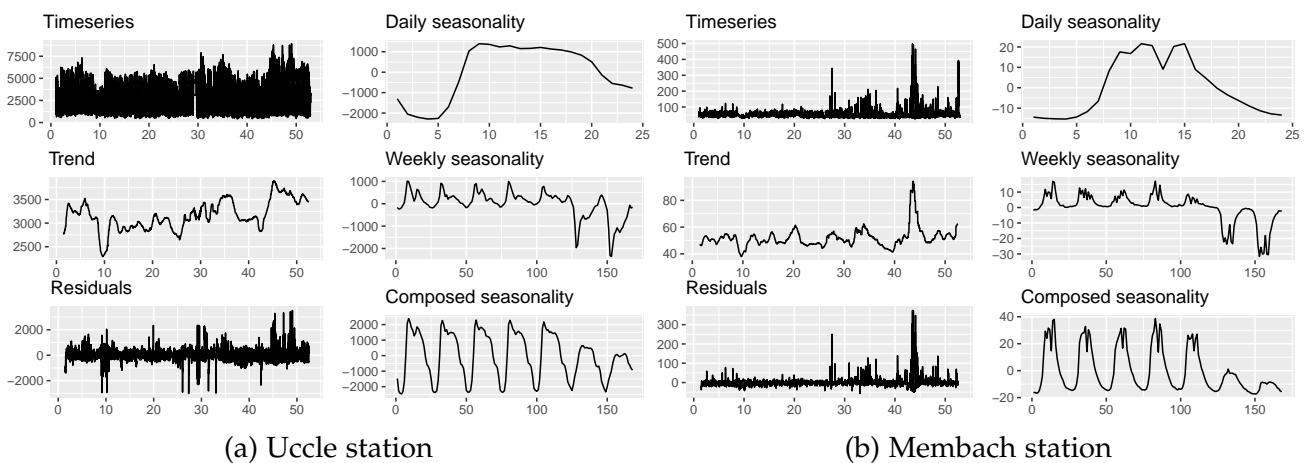 Timeseries
7500
5000
2500
0
0 10 20 30 40 50
Daily seasonality
1000
0
−1000
−2000
0 5 10 15 20 25
Trend
3500
3000
2500
0 10 20 30 40 50
Weekly seasonality
1000
0
−1000
−2000
0 50 100 150
Residuals
2000
0
−2000
0 10 20 30 40 50
Composed seasonality
2000
1000
0
−1000
−2000
0 50 100 150
(a) Uccle station
Timeseries
500
400
300
200
100
0 10 20 30 40 50
Daily seasonality
20
10
0
−10
0 5 10 15 20 25
Trend
80
60
40
0 10 20 30 40 50
Weekly seasonality
10
0
−10
−20
−30
0 50 100 150
Residuals
300
200
100
0
0 10 20 30 40 50
Composed seasonality
40
20
0
−20
0 50 100 150
(b) Membach station